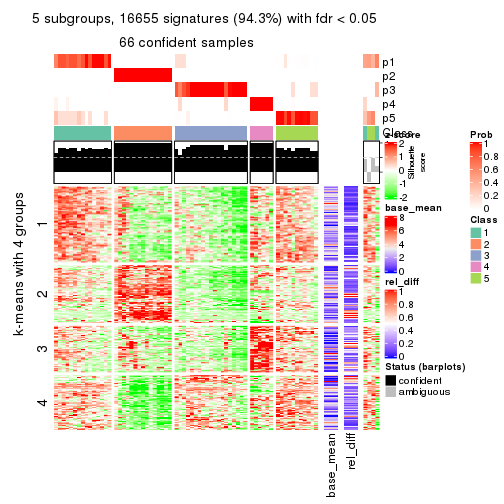 5 subgroups, 16655 signatures (94.3%) with fdr < 0.05
66 confident samples
p1
p2
p3
p4
p5
Class
k-means with 4 groups
1
2
3
4
z-score
2
1
0
-1
-2
Silhouette
score
base_mean
8
6
4
2
0
rel_diff
1
0.8
0.6
0.4
0.2
0
Status (barplots)
confident
ambiguous
Prob
1
0.8
0.6
0.4
0.2
0
Class
1
2
3
4
5
base_mean
rel_diff